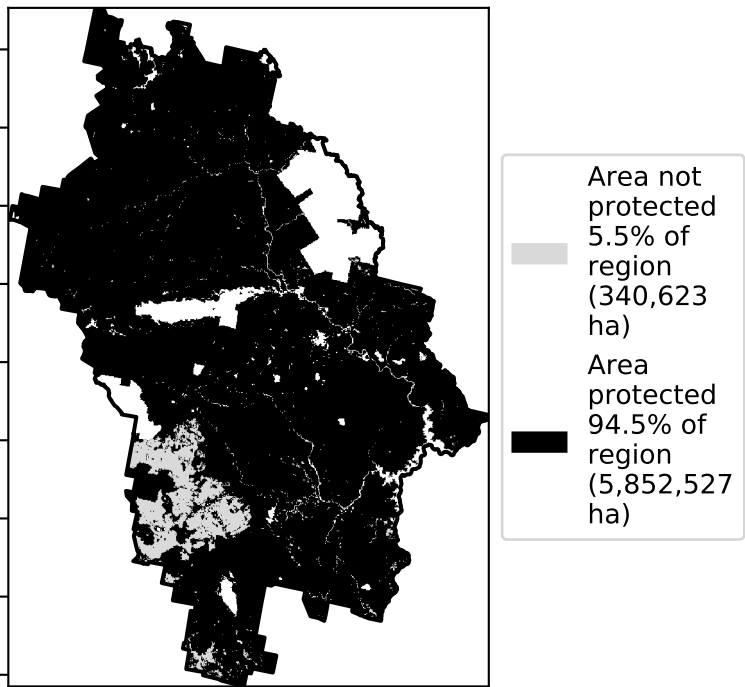 Area not
protected
5.5% of
region
(340,623
ha)
Area
protected
94.5% of
region
(5,852,527
ha)